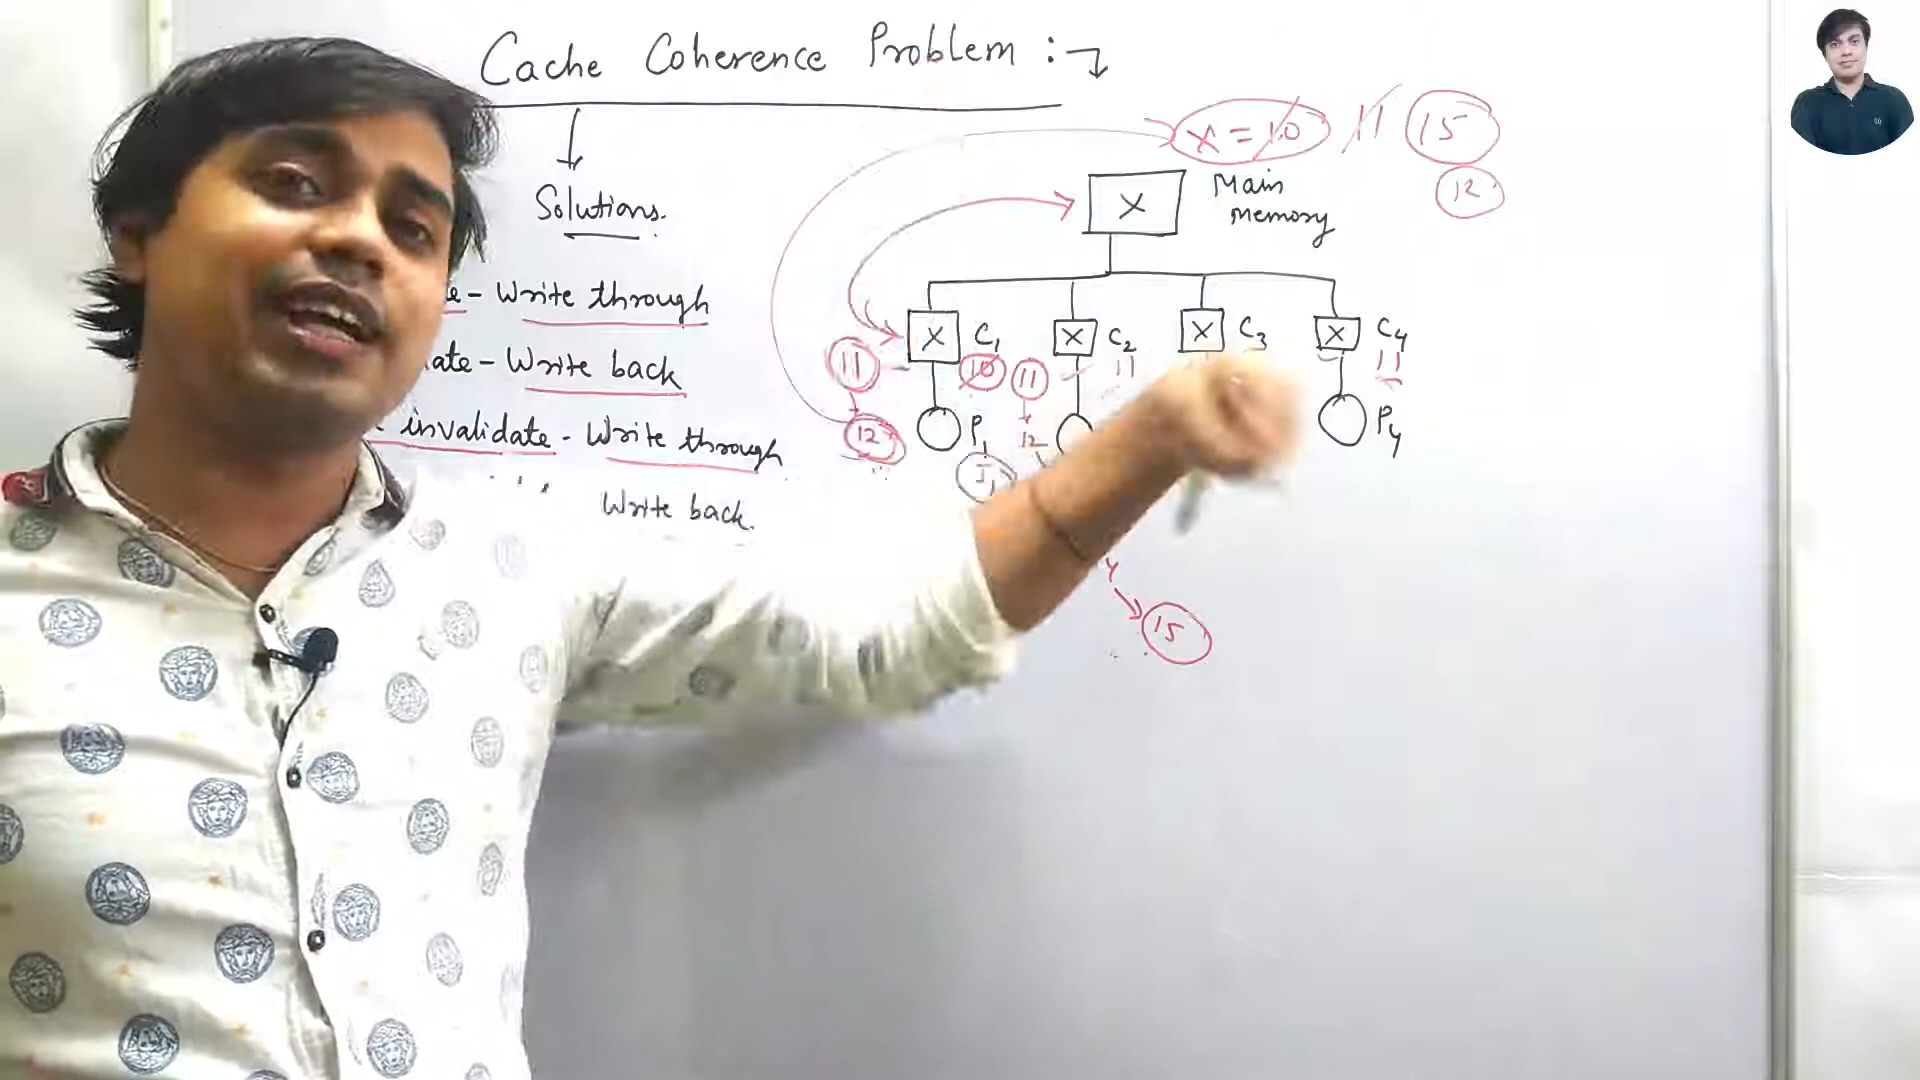 Cache Coherence Problem :
X = 10 11 15
12
Solutions.
X Main
Memory
- Write through
X C1 X C2 X C3 X C4
11 10 11 11 11
- Write back
P1 P4
12 12
invalidate - Write through
Write back.
15